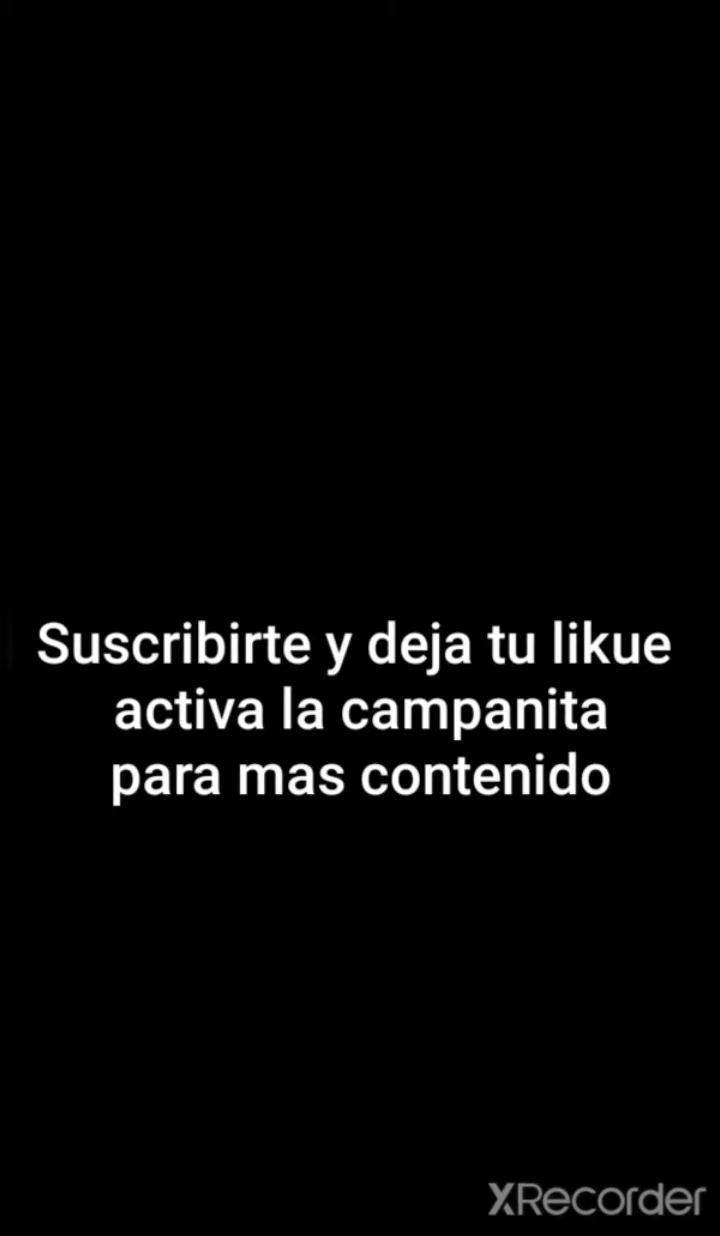 Suscribirte y deja tu likue
activa la campanita
para mas contenido
XRecorder